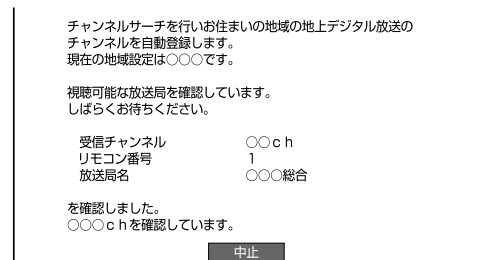 チャンネルサーチを行いお住まいの地域の地上デジタル放送の
チャンネルを自動登録します。
現在の地域設定は○○○です。
視聴可能な放送局を確認しています。
しばらくお待ちください。
受信チャンネル ○○ｃｈ
リモコン番号 1
放送局名 ○○○総合
を確認しました。
○○○ｃｈを確認しています。
中止